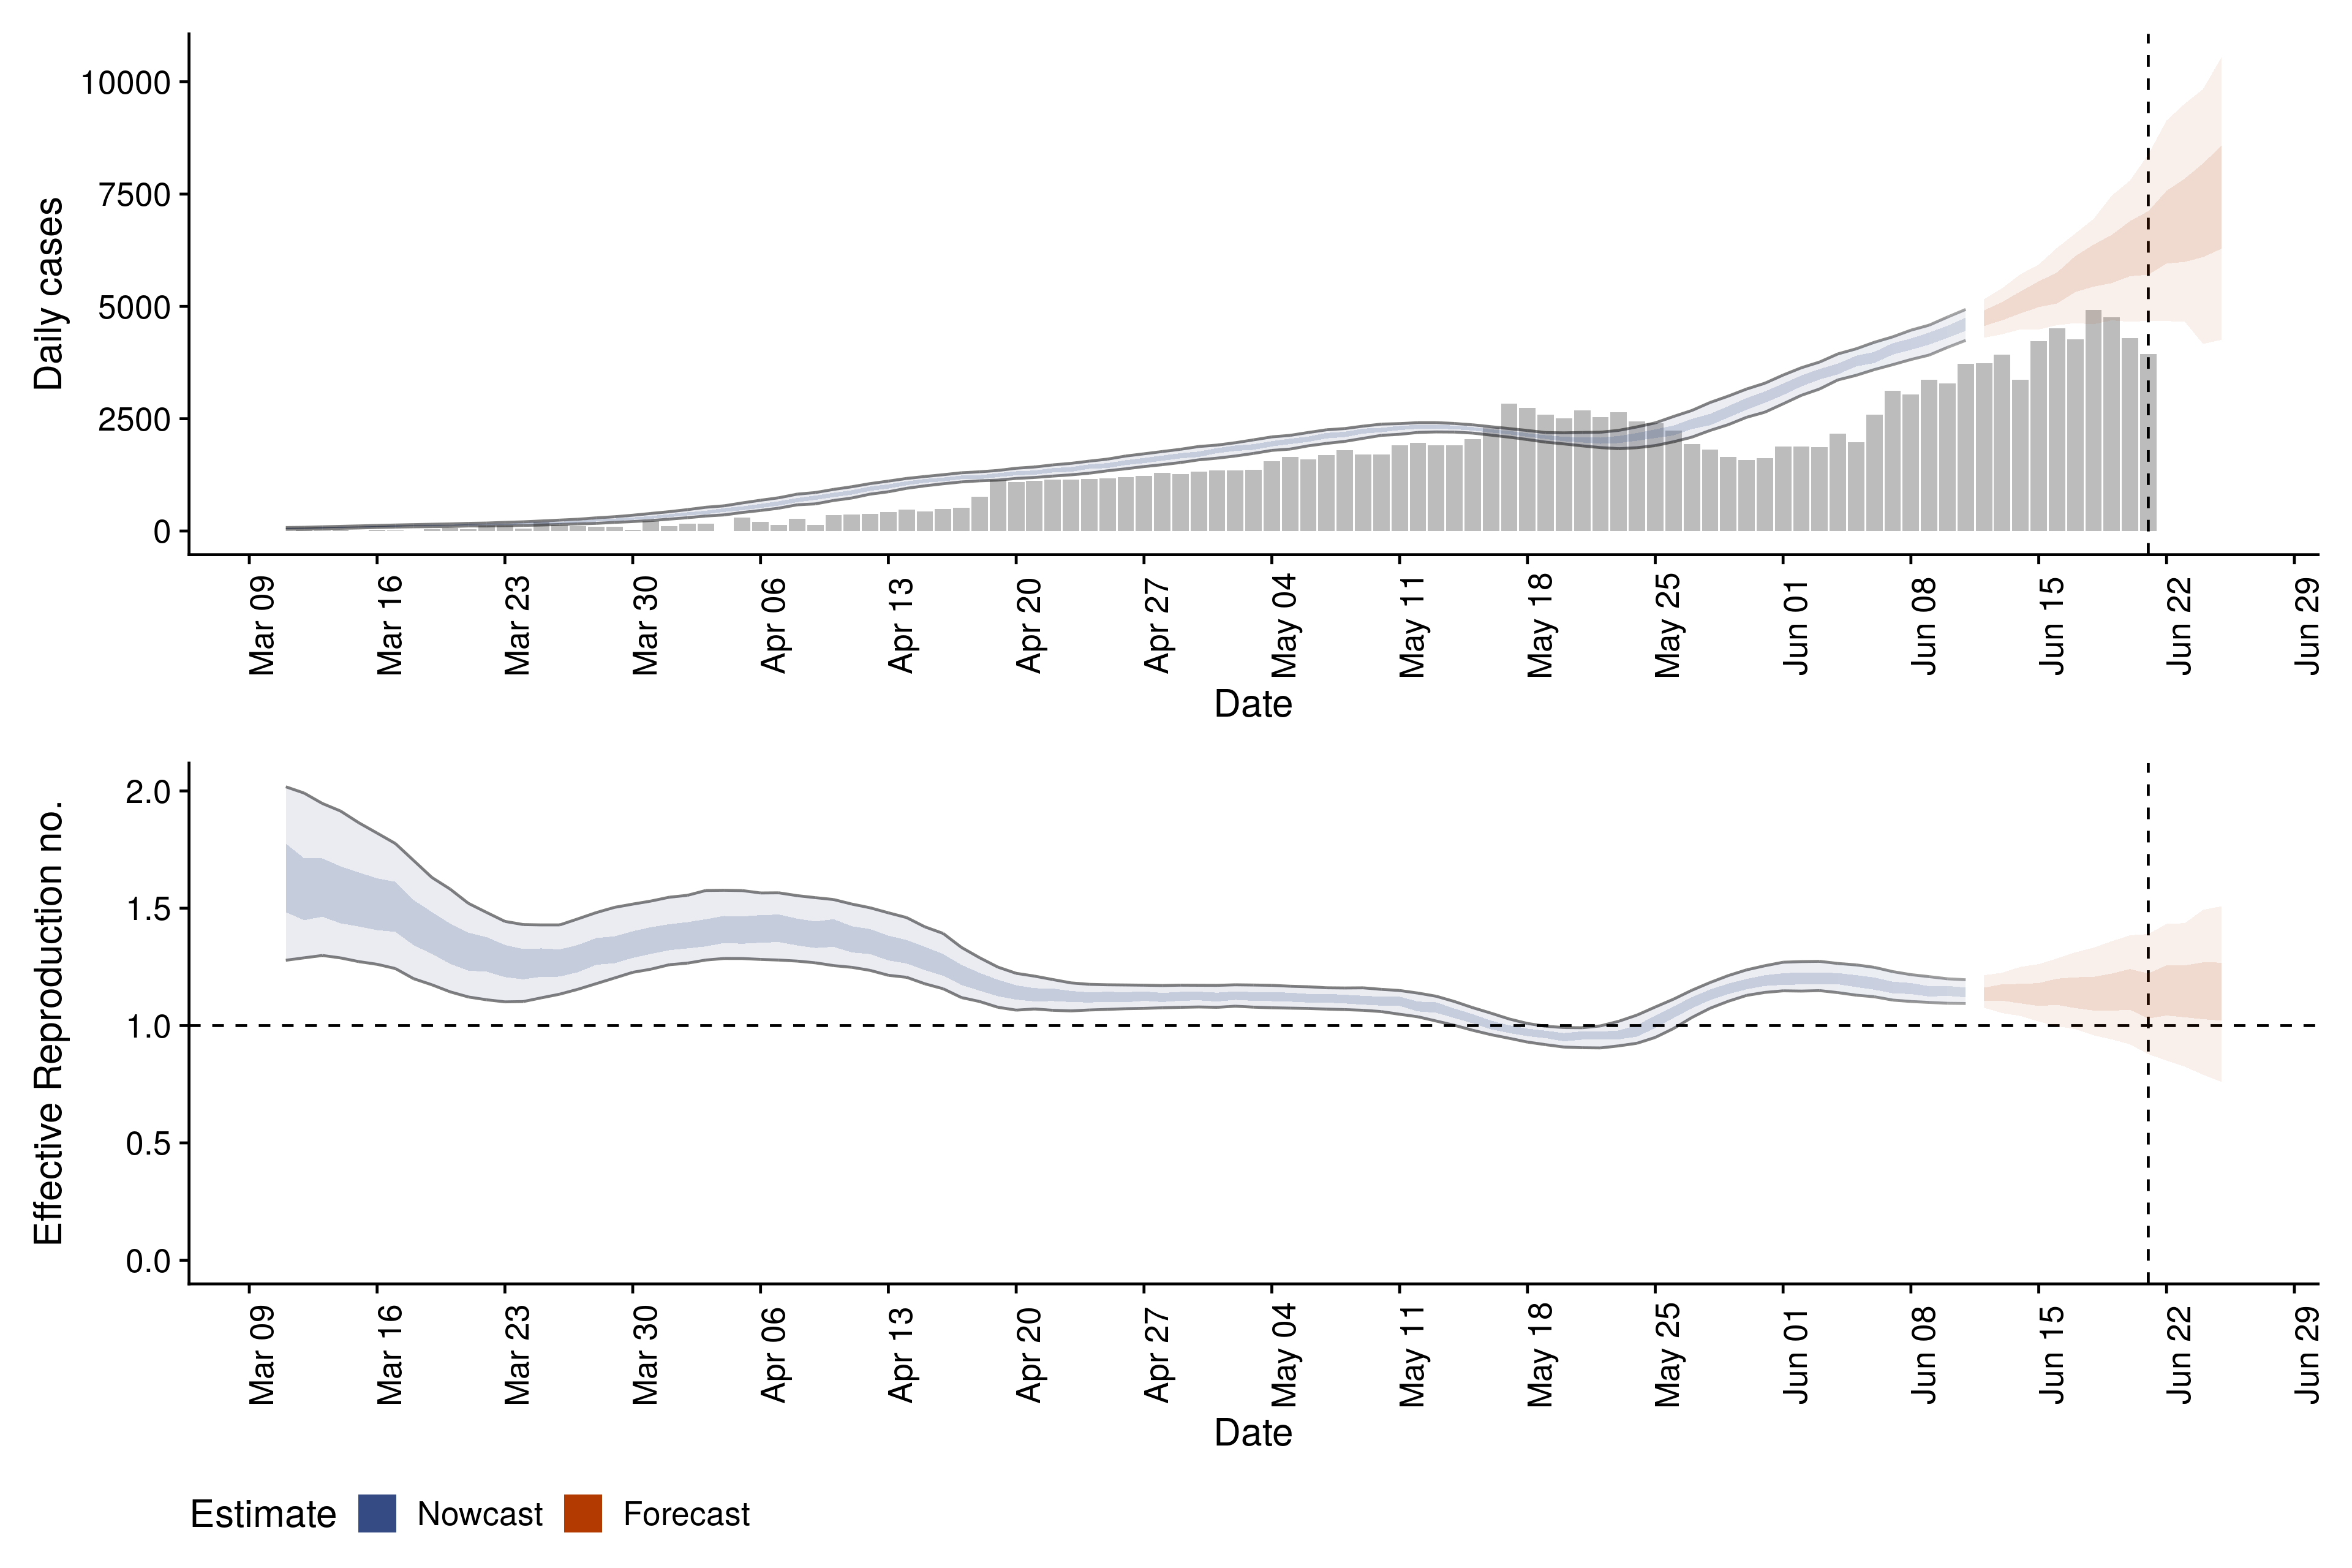 Daily cases
10000
7500
5000
2500
0
Mar 09 Mar 16 Mar 23 Mar 30 Apr 06 Apr 13 Apr 20 Apr 27 May 04 May 11 May 18 May 25 Jun 01 Jun 08 Jun 15 Jun 22 Jun 29
Date
Effective Reproduction no.
2.0
1.5
1.0
0.5
0.0
Mar 09 Mar 16 Mar 23 Mar 30 Apr 06 Apr 13 Apr 20 Apr 27 May 04 May 11 May 18 May 25 Jun 01 Jun 08 Jun 15 Jun 22 Jun 29
Date
Estimate Nowcast Forecast